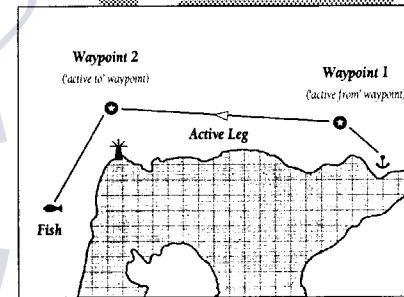 Waypoint 2
('active to' waypoint)
Waypoint 1
('active from' waypoint)
Active Leg
Fish